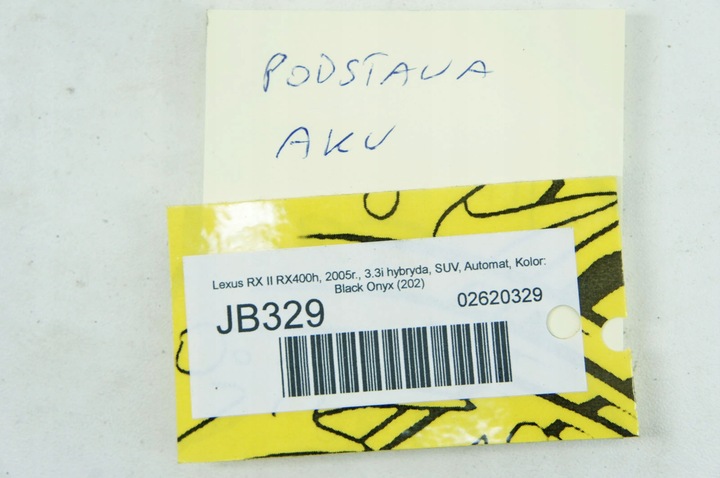 PODSTAWA
AKU
Lexus RX II RX400h, 2005r., 3.3i hybryda, SUV, Automat, Kolor:
Black Onyx (202)
JB329
02620329